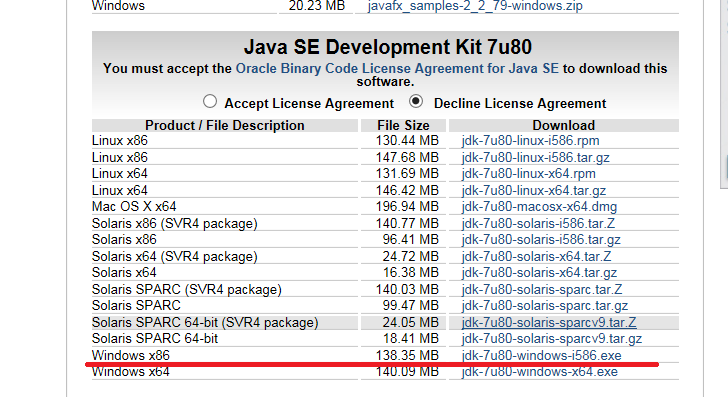 Windows 20.23 MB javafx_samples-2_2_79-windows.zip
Java SE Development Kit 7u80
You must accept the Oracle Binary Code License Agreement for Java SE to download this
software.
Accept License Agreement Decline License Agreement
Product / File Description File Size Download
Linux x86 130.44 MB jdk-7u80-linux-i586.rpm
Linux x86 147.68 MB jdk-7u80-linux-i586.tar.gz
Linux x64 131.69 MB jdk-7u80-linux-x64.rpm
Linux x64 146.42 MB jdk-7u80-linux-x64.tar.gz
Mac OS X x64 196.94 MB jdk-7u80-macosx-x64.dmg
Solaris x86 (SVR4 package) 140.77 MB jdk-7u80-solaris-i586.tar.Z
Solaris x86 96.41 MB jdk-7u80-solaris-i586.tar.gz
Solaris x64 (SVR4 package) 24.72 MB jdk-7u80-solaris-x64.tar.Z
Solaris x64 16.38 MB jdk-7u80-solaris-x64.tar.gz
Solaris SPARC (SVR4 package) 140.03 MB jdk-7u80-solaris-sparc.tar.Z
Solaris SPARC 99.47 MB jdk-7u80-solaris-sparc.tar.gz
Solaris SPARC 64-bit (SVR4 package) 24.05 MB jdk-7u80-solaris-sparcv9.tar.Z
Solaris SPARC 64-bit 18.41 MB jdk-7u80-solaris-sparcv9.tar.gz
Windows x86 138.35 MB jdk-7u80-windows-i586.exe
Windows x64 140.09 MB jdk-7u80-windows-x64.exe